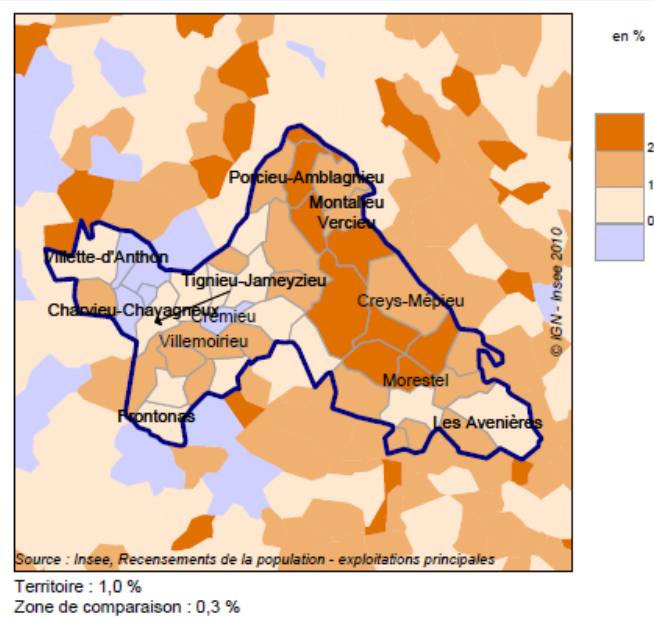 en %
2
1
0
Porcieu-Amblagnieu
Montalieu
Vercieu
Villette-d'Anthon
Tignieu-Jameyzieu
Creys-Mépieu
Charvieu-Chavagneux
Crémieu
Villemoirieu
Morestel
Frontonas
Les Avenières
© IGN - Insee 2010
Source : Insee, Recensements de la population - exploitations principales
Territoire : 1,0 %
Zone de comparaison : 0,3 %